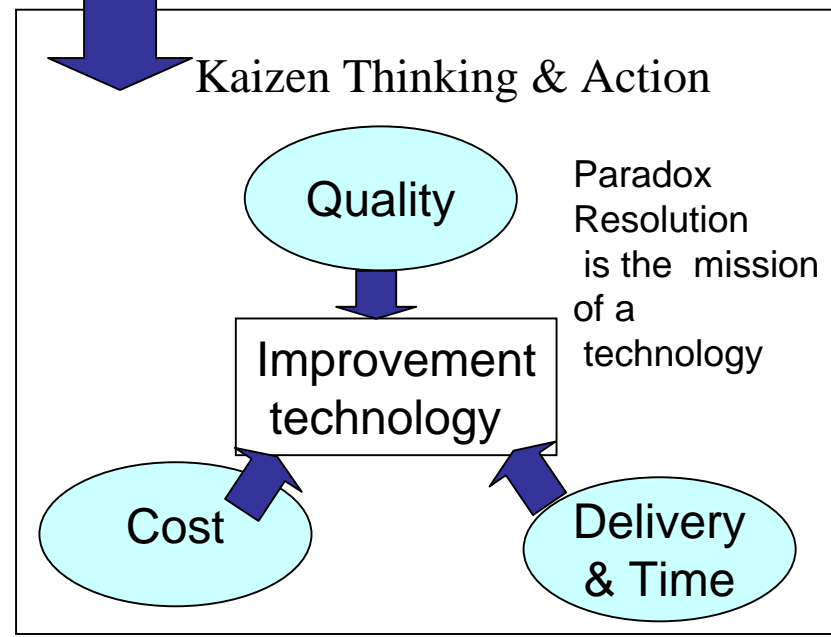 Kaizen Thinking & Action
Quality
Paradox
Resolution
is the mission
of a
technology
Improvement
technology
Cost
Delivery
& Time